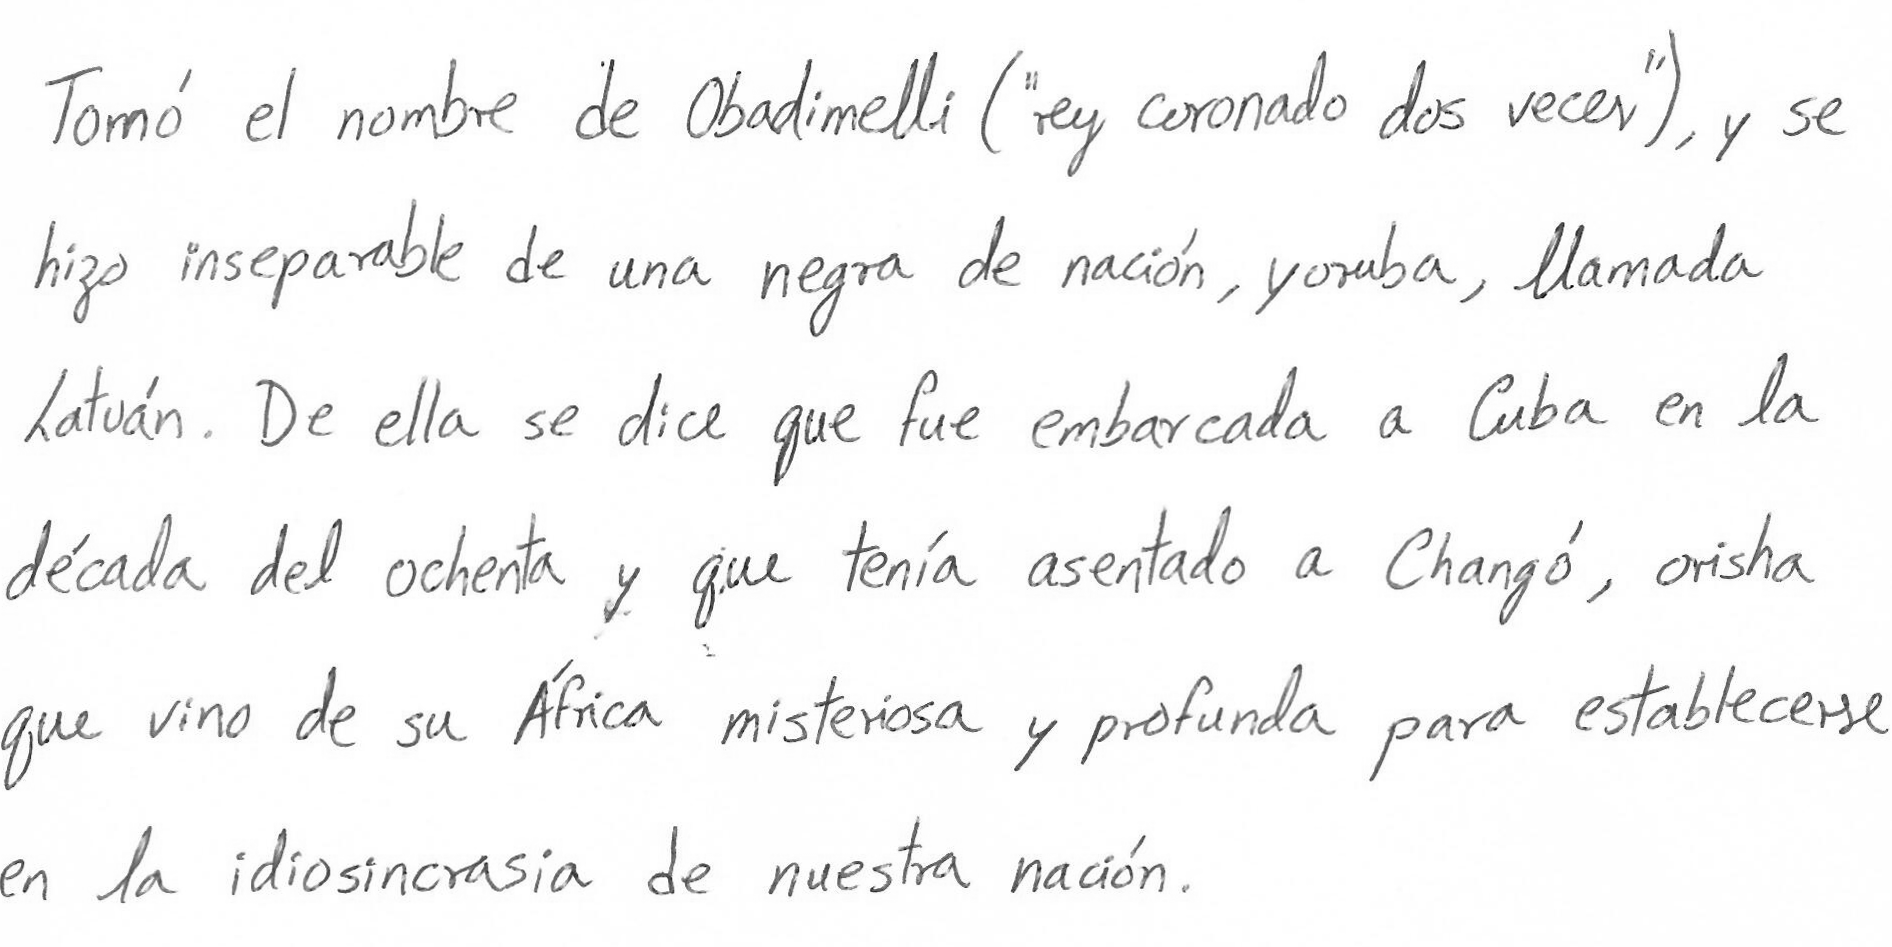 Tomó el nombre de Obadimelli ("rey coronado dos veces"), y se
hizo inseparable de una negra de nación, yoruba, llamada
Latuán. De ella se dice que fue embarcada a Cuba en la
década del ochenta y que tenía asentado a Changó, orisha
que vino de su África misteriosa y profunda para establecerse
en la idiosincrasia de nuestra nación.